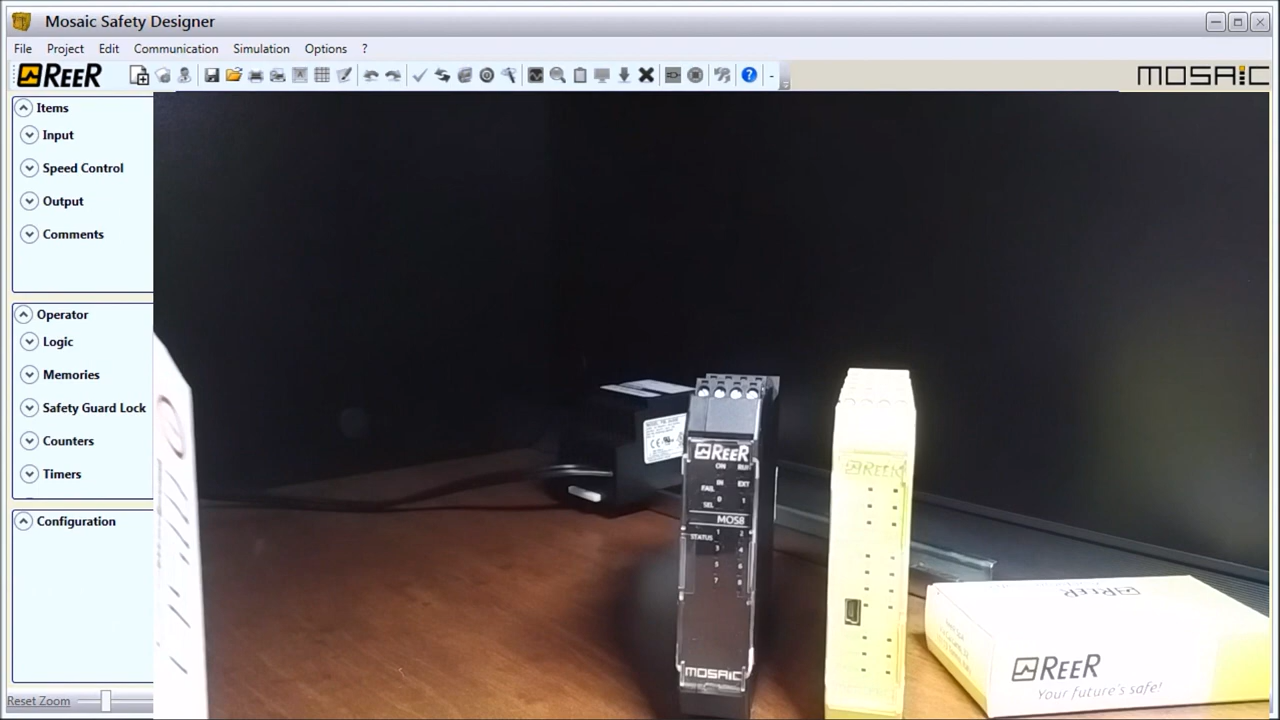 Mosaic Safety Designer
File Project Edit Communication Simulation Options ?
REER
MOSAIC
Items
Input
Speed Control
Output
Comments
Operator
Logic
Memories
Safety Guard Lock
Counters
Timers
Configuration
Reset Zoom
REER
ON RUN
IN EXT
FAIL
0 1
SEL
MOS8
1 2
STATUS
3 4
5 6
7 8
MOSAIC
REER
REER
REER
Your future's safe!